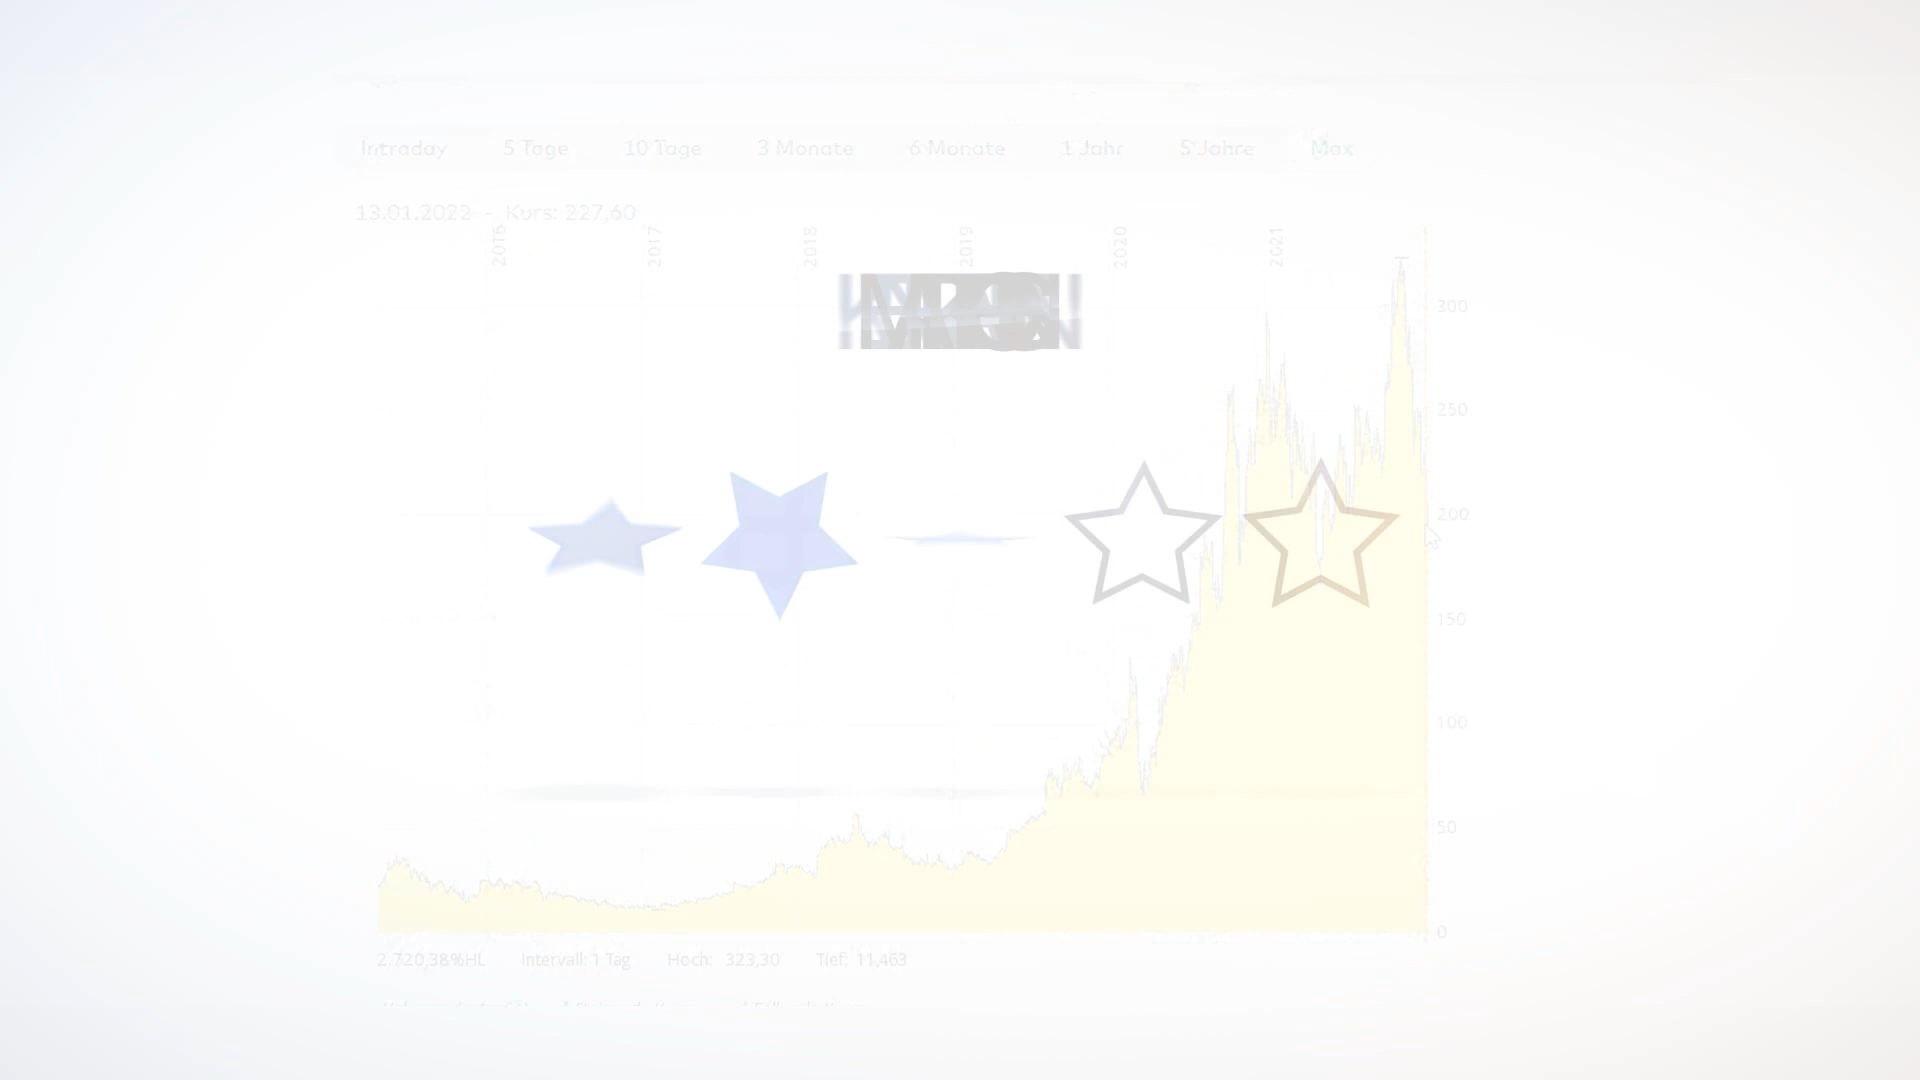 Intraday 5 Tage 10 Tage 3 Monate 6 Monate 1 Jahr 5 Jahre Max
13.01.2022 - Kurs: 227,60
2016 2017 2018 2019 2020 2021
300
250
200
150
100
50
0
2.720,38%HL Intervall: 1 Tag Hoch: 323,30 Tief: 11,463